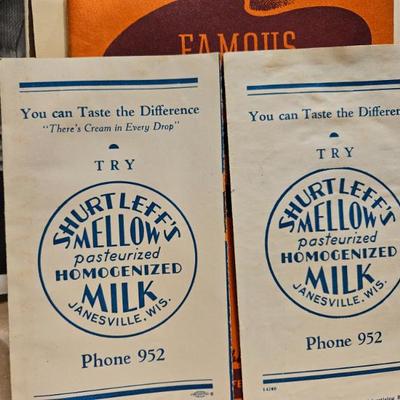 FAMOUS
You can Taste the Difference
"There's Cream in Every Drop"
TRY
SHURTLEFF'S
MELLOW
pasteurized
HOMOGENIZED
MILK
JANESVILLE, WIS.
Phone 952
You can Taste the Differen
TRY
SHURTLEFF'S
MELLOW
pasteurized
HOMOGENIZED
MILK
JANESVILLE, WIS.
Phone 952